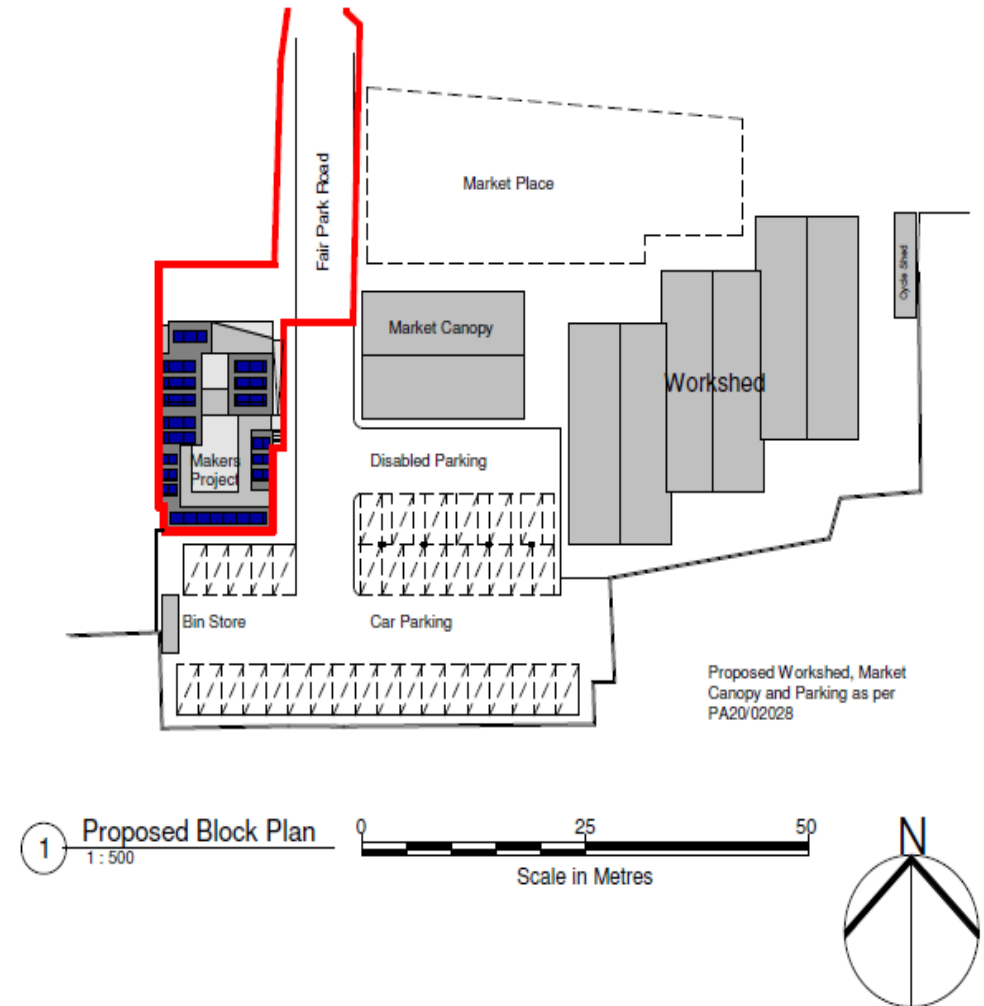 Fair Park Road
Market Place
Cycle Shed
Market Canopy
Workshed
Makers
Project
Disabled Parking
Bin Store
Car Parking
Proposed Workshed, Market
Canopy and Parking as per
PA20/02028
1
Proposed Block Plan
1 : 500
0
25
50
Scale in Metres
N